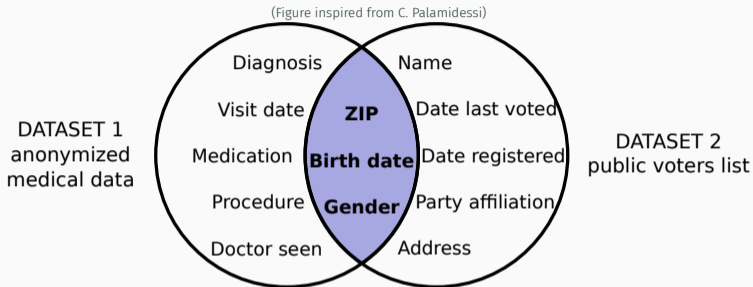 (Figure inspired from C. Palamidessi)
DATASET 1
anonymized
medical data
Diagnosis
Visit date
Medication
Procedure
Doctor seen
ZIP
Birth date
Gender
Name
Date last voted
Date registered
Party affiliation
Address
DATASET 2
public voters list